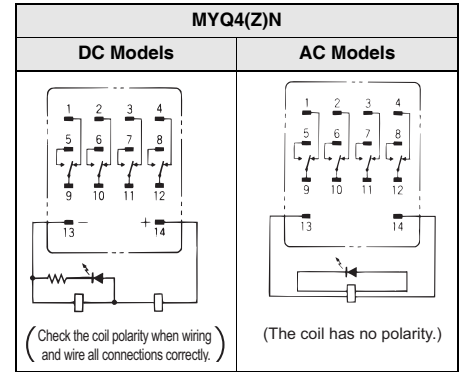 MYQ4(Z)N
DC Models
AC Models
1 2 3 4
5 6 7 8
9 10 11 12
− +
13 14
(Check the coil polarity when wiring
and wire all connections correctly.)
1 2 3 4
5 6 7 8
9 10 11 12
13 14
(The coil has no polarity.)